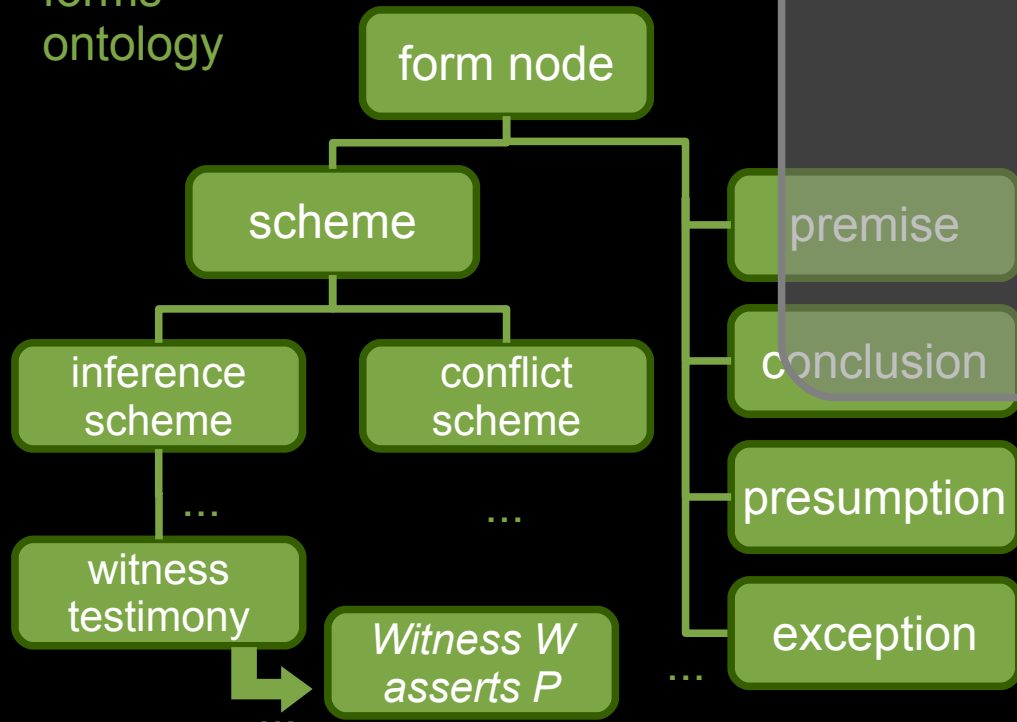 forms
ontology
form node
scheme
premise
inference
scheme
conflict
scheme
conclusion
...
...
presumption
witness
testimony
Witness W
asserts P
...
exception
...